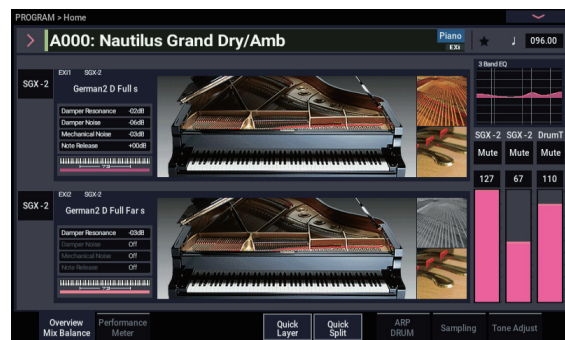 PROGRAM > Home
A000: Nautilus Grand Dry/Amb
Piano
EXi
096.00
3 Band EQ
SGX-2
EXi1 SGX-2
German2 D Full s
Damper Resonance -02dB
Damper Noise -06dB
Mechanical Noise -03dB
Note Release +00dB
73
SGX-2 SGX-2 DrumT
Mute Mute Mute
127 67 110
SGX-2
EXi2 SGX-2
German2 D Full Far s
Damper Resonance -03dB
Damper Noise Off
Mechanical Noise Off
Note Release Off
73
Overview
Mix Balance
Performance
Meter
Quick
Layer
Quick
Split
ARP
DRUM
Sampling
Tone Adjust